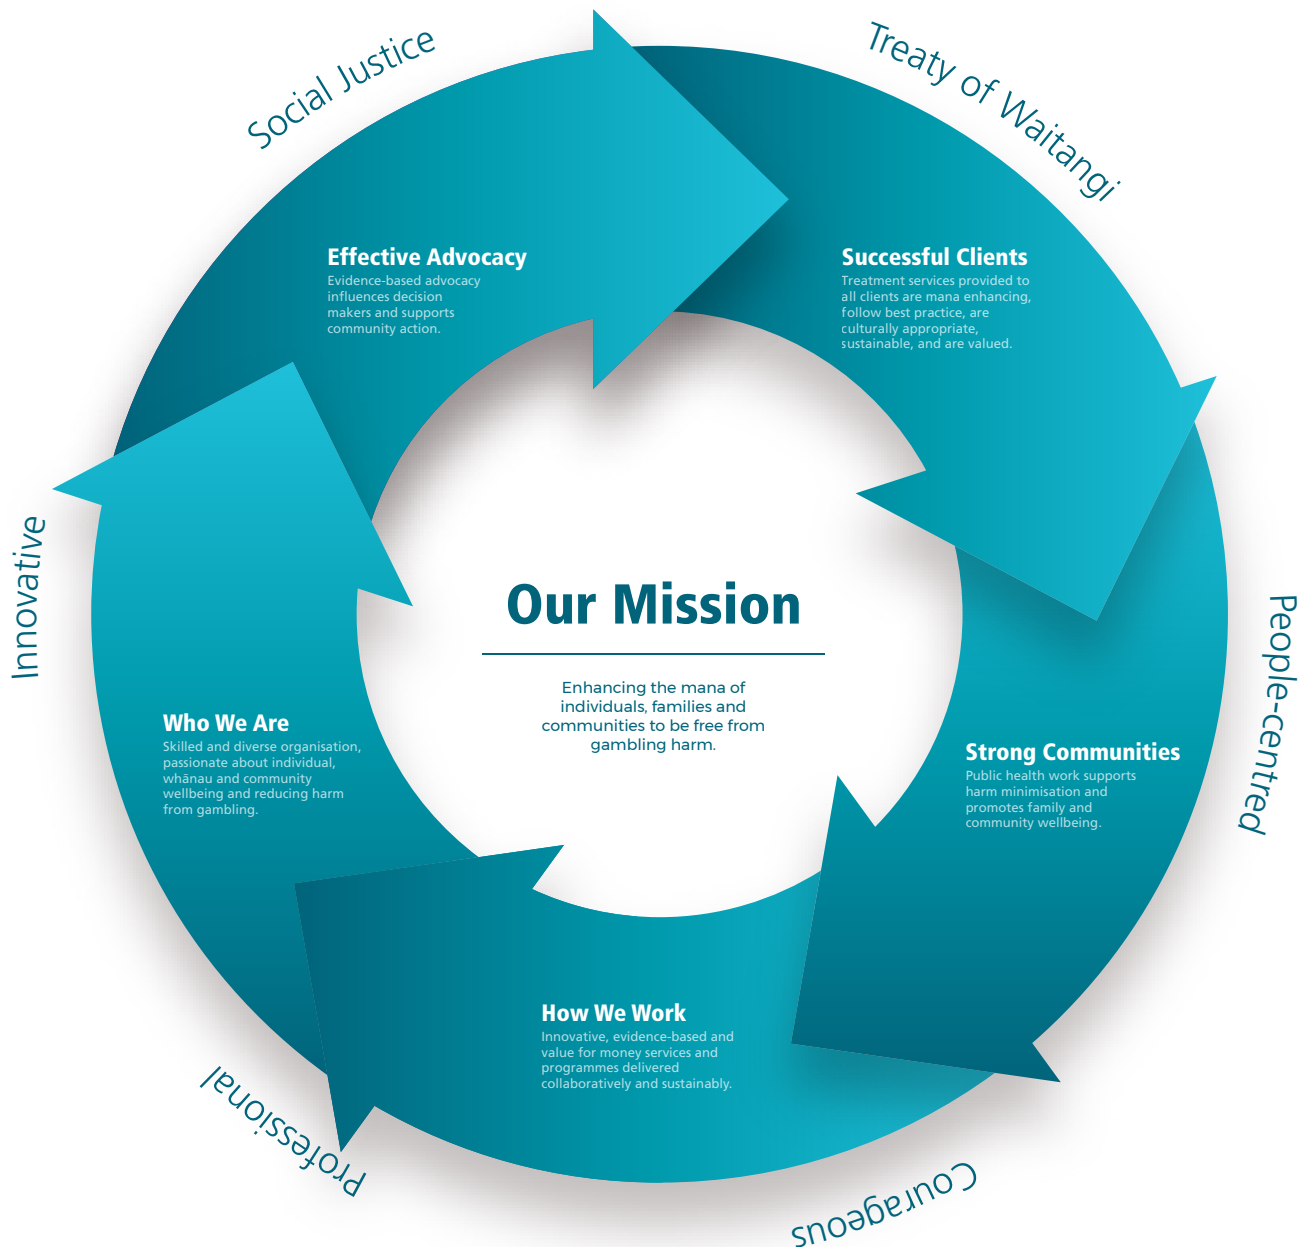 Social Justice
Treaty of Waitangi
Effective Advocacy
Evidence-based advocacy
influences decision
makers and supports
community action.
Successful Clients
Treatment services provided to
all clients are mana enhancing,
follow best practice, are
culturally appropriate,
sustainable, and are valued.
Innovative
People-centred
Our Mission
Enhancing the mana of
individuals, families and
communities to be free from
gambling harm.
Who We Are
Skilled and diverse organisation,
passionate about individual,
whānau and community
wellbeing and reducing harm
from gambling.
Strong Communities
Public health work supports
harm minimisation and
promotes family and
community wellbeing.
How We Work
Innovative, evidence-based and
value for money services and
programmes delivered
collaboratively and sustainably.
Professional
Courageous